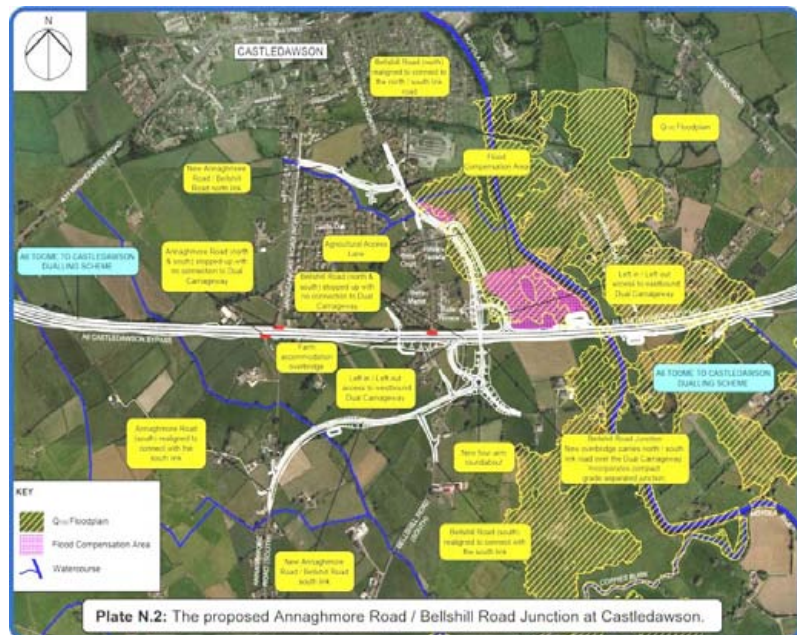 N
CASTLEDAWSON
Bellshill Road (north)
realigned to connect to
the north / south link
road
Q100 Floodplain
Flood
Compensation Area
New Annaghmore
Road / Bellshill
Road north link
Agricultural Access
Lane
A6 TOOME TO CASTLEDAWSON
DUALLING SCHEME
Annaghmore Road (north
& south) stopped up with
no connection to Dual
Carriageway
Bellshill Road (north &
south) stopped up with
no connection to Dual
Carriageway
Left in / Left out
access to eastbound
Dual Carriageway
A6 CASTLEDAWSON BYPASS
Farm
accommodation
overbridge
Left in / Left out
access to westbound
Dual Carriageway
A6 TOOME TO CASTLEDAWSON
DUALLING SCHEME
Annaghmore Road
(south) realigned to
connect with the
south link
New four arm
roundabout
Bellshill Road Junction
New overbridge carries north / south
link road over the Dual Carriageway
Incorporates compact
grade separated junction
Bellshill Road (south)
realigned to connect with
the south link
New Annaghmore
Road / Bellshill Road
south link
KEY
Q100 Floodplain
Flood Compensation Area
Watercourse
Plate N.2: The proposed Annaghmore Road / Bellshill Road Junction at Castledawson.